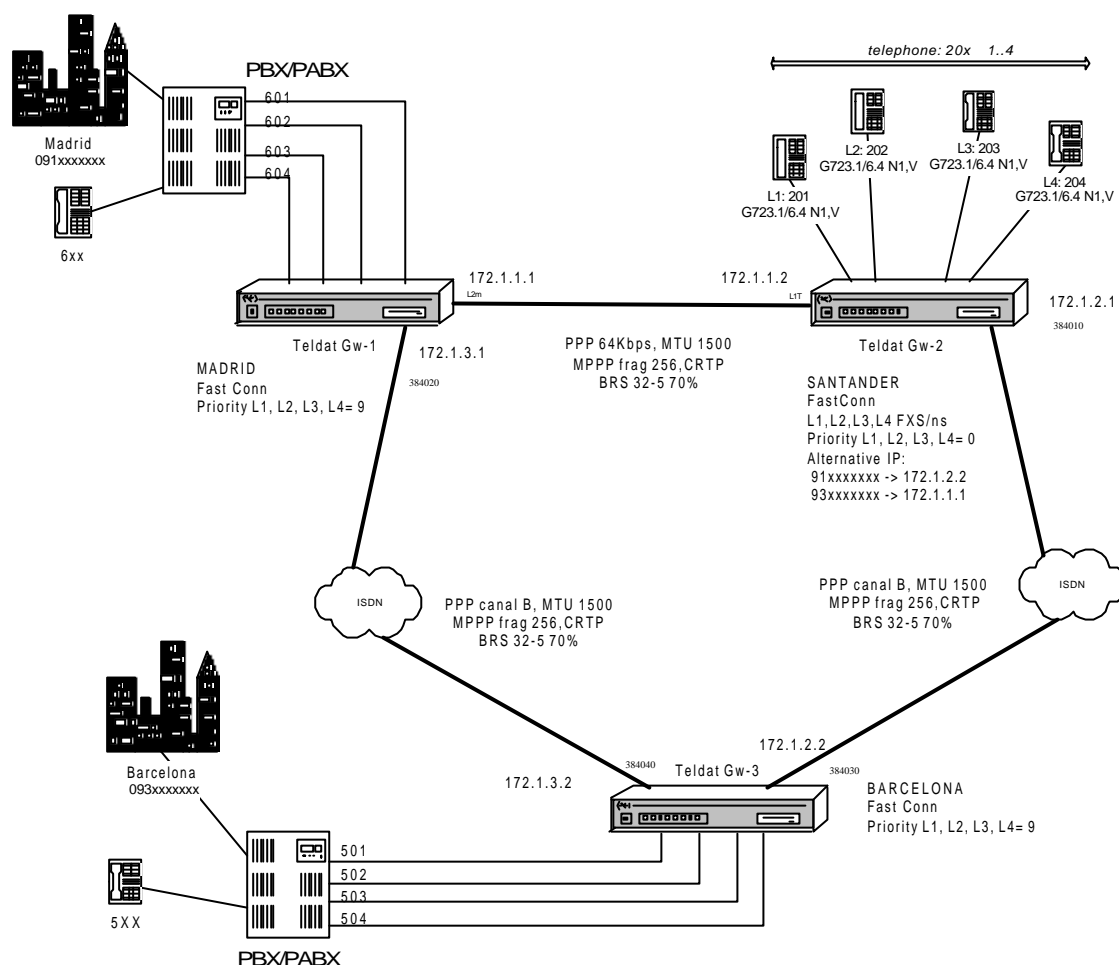 telephone: 20x 1..4
PBX/PABX
601
602
603
604
Madrid
091xxxxxxx
6xx
L1: 201
G723.1/6.4 N1,V
L2: 202
G723.1/6.4 N1,V
L3: 203
G723.1/6.4 N1,V
L4: 204
G723.1/6.4 N1,V
172.1.1.1
L2m
172.1.1.2
L1T
172.1.2.1
384010
Teldat Gw-1
172.1.3.1
384020
MADRID
Fast Conn
Priority L1, L2, L3, L4= 9
PPP 64Kbps, MTU 1500
MPPP frag 256,CRTP
BRS 32-5 70%
Teldat Gw-2
SANTANDER
FastConn
L1,L2,L3,L4 FXS/ns
Priority L1, L2, L3, L4= 0
Alternative IP:
91xxxxxxx -> 172.1.2.2
93xxxxxxx -> 172.1.1.1
ISDN
PPP canal B, MTU 1500
MPPP frag 256,CRTP
BRS 32-5 70%
PPP canal B, MTU 1500
MPPP frag 256,CRTP
BRS 32-5 70%
ISDN
Barcelona
093xxxxxxx
5XX
172.1.3.2
384040
Teldat Gw-3
172.1.2.2
384030
BARCELONA
Fast Conn
Priority L1, L2, L3, L4= 9
501
502
503
504
PBX/PABX